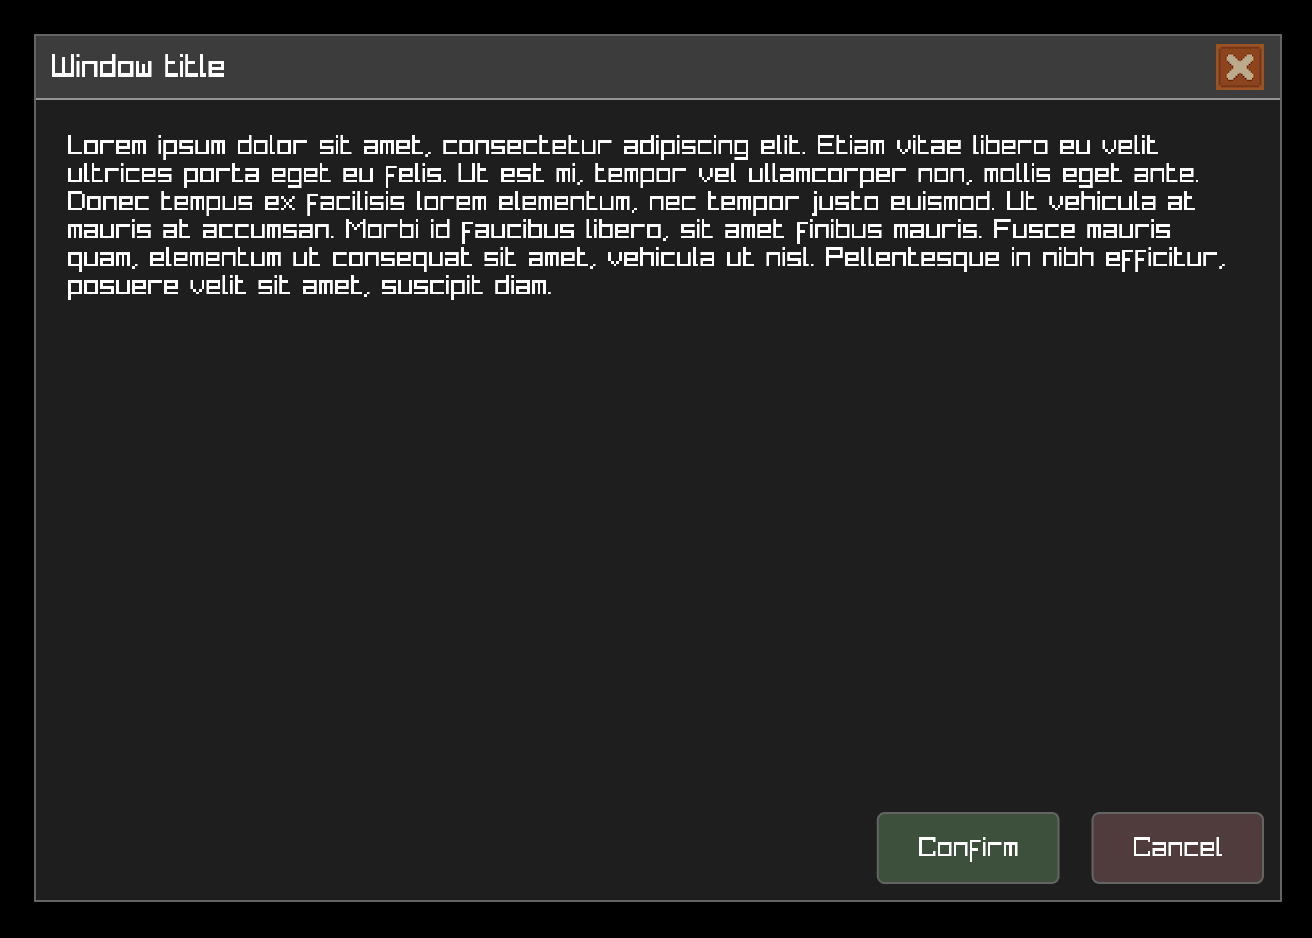 Window title
Lorem ipsum dolor sit amet, consectetur adipiscing elit. Etiam vitae libero eu velit
ultrices porta eget eu felis. Ut est mi, tempor vel ullamcorper non, mollis eget ante.
Donec tempus ex facilisis lorem elementum, nec tempor justo euismod. Ut vehicula at
mauris at accumsan. Morbi id faucibus libero, sit amet finibus mauris. Fusce mauris
quam, elementum ut consequat sit amet, vehicula ut nisl. Pellentesque in nibh efficitur,
posuere velit sit amet, suscipit diam.
Confirm Cancel